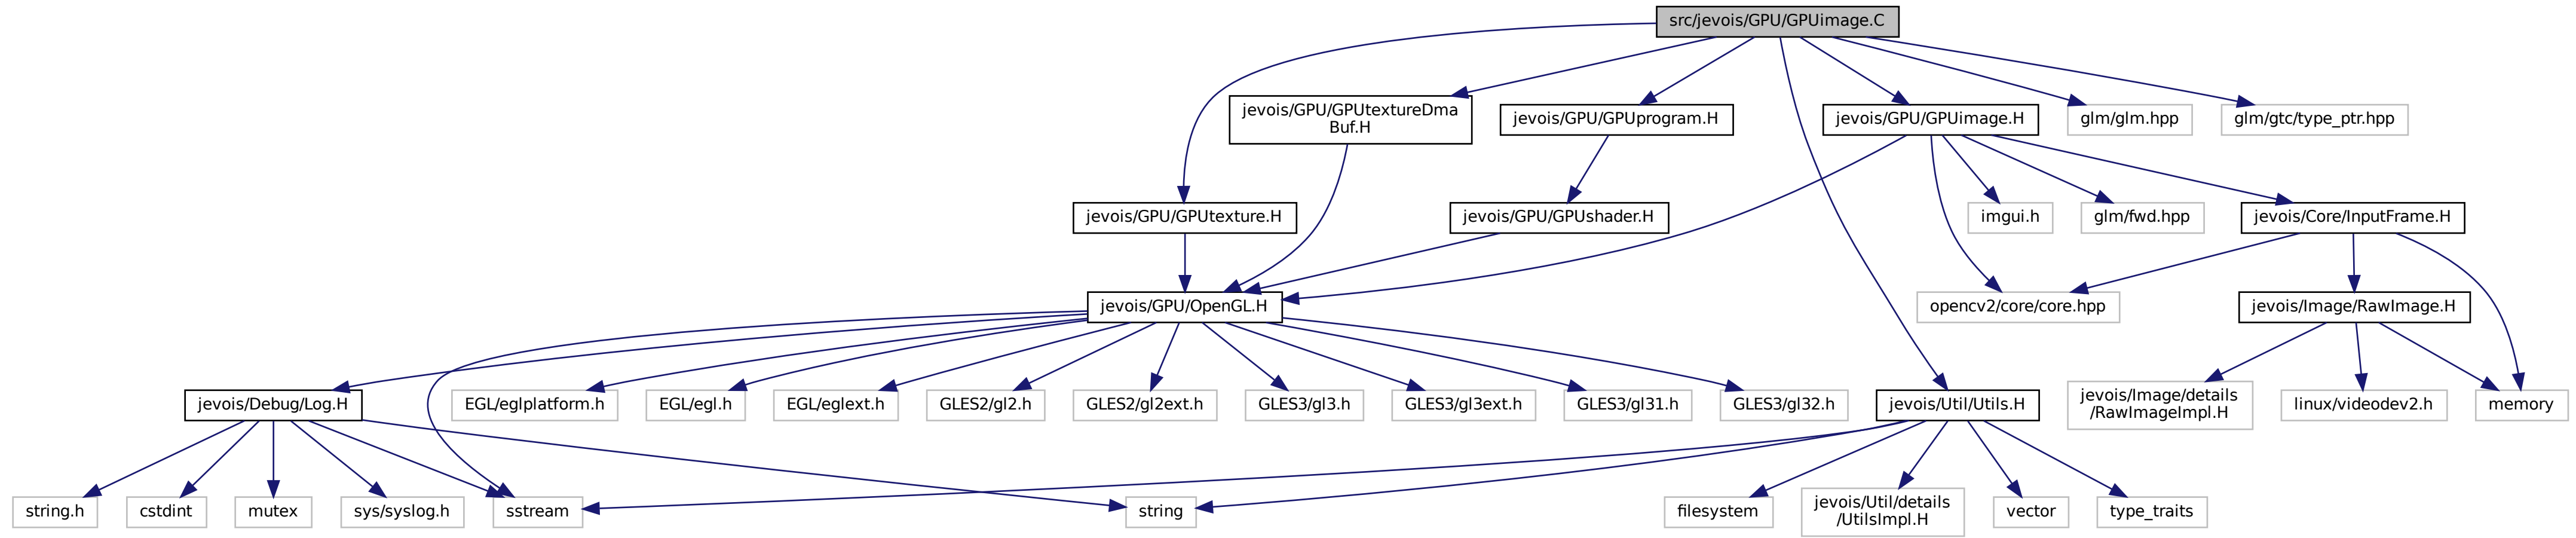 src/jevois/GPU/GPUimage.C
jevois/GPU/GPUtextureDma
Buf.H
jevois/GPU/GPUprogram.H
jevois/GPU/GPUimage.H
glm/glm.hpp
glm/gtc/type_ptr.hpp
jevois/GPU/GPUtexture.H
jevois/GPU/GPUshader.H
imgui.h
glm/fwd.hpp
jevois/Core/InputFrame.H
jevois/GPU/OpenGL.H
opencv2/core/core.hpp
jevois/Image/RawImage.H
jevois/Debug/Log.H
EGL/eglplatform.h
EGL/egl.h
EGL/eglext.h
GLES2/gl2.h
GLES2/gl2ext.h
GLES3/gl3.h
GLES3/gl3ext.h
GLES3/gl31.h
GLES3/gl32.h
jevois/Util/Utils.H
jevois/Image/details
/RawImageImpl.H
linux/videodev2.h
memory
string.h
cstdint
mutex
sys/syslog.h
sstream
string
filesystem
jevois/Util/details
/UtilsImpl.H
vector
type_traits